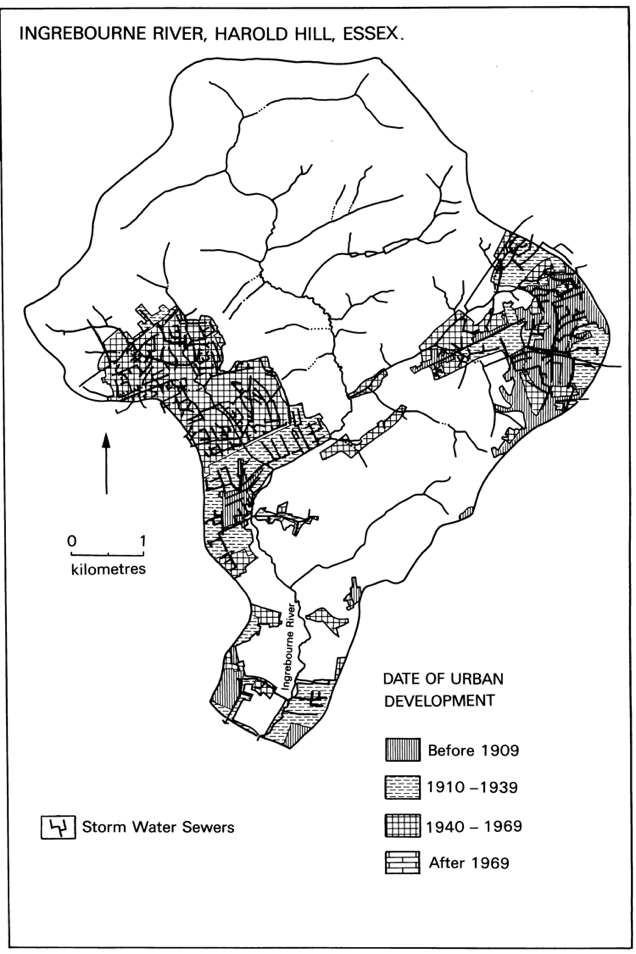 INGREBOURNE RIVER, HAROLD HILL, ESSEX.
0 1
kilometres
Ingrebourne River
DATE OF URBAN
DEVELOPMENT
Before 1909
1910 – 1939
1940 – 1969
After 1969
Storm Water Sewers